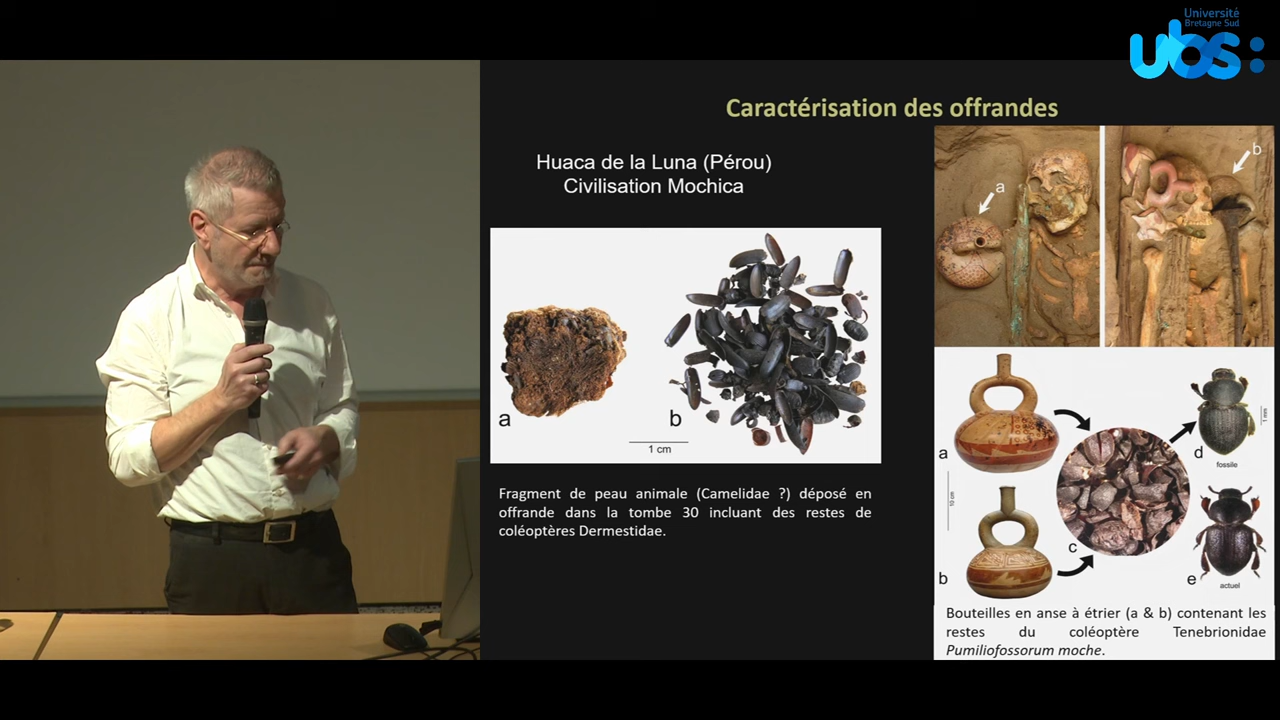 Université
Bretagne Sud
ubs:
Caractérisation des offrandes
Huaca de la Luna (Pérou)
Civilisation Mochica
a
b
1 cm
Fragment de peau animale (Camelidae ?) déposé en
offrande dans la tombe 30 incluant des restes de
coléoptères Dermestidae.
a
b
a
b
10 cm
c
d
1 mm
fossile
e
actuel
Bouteilles en anse à étrier (a & b) contenant les
restes du coléoptère Tenebrionidae
Pumiliofossorum moche.